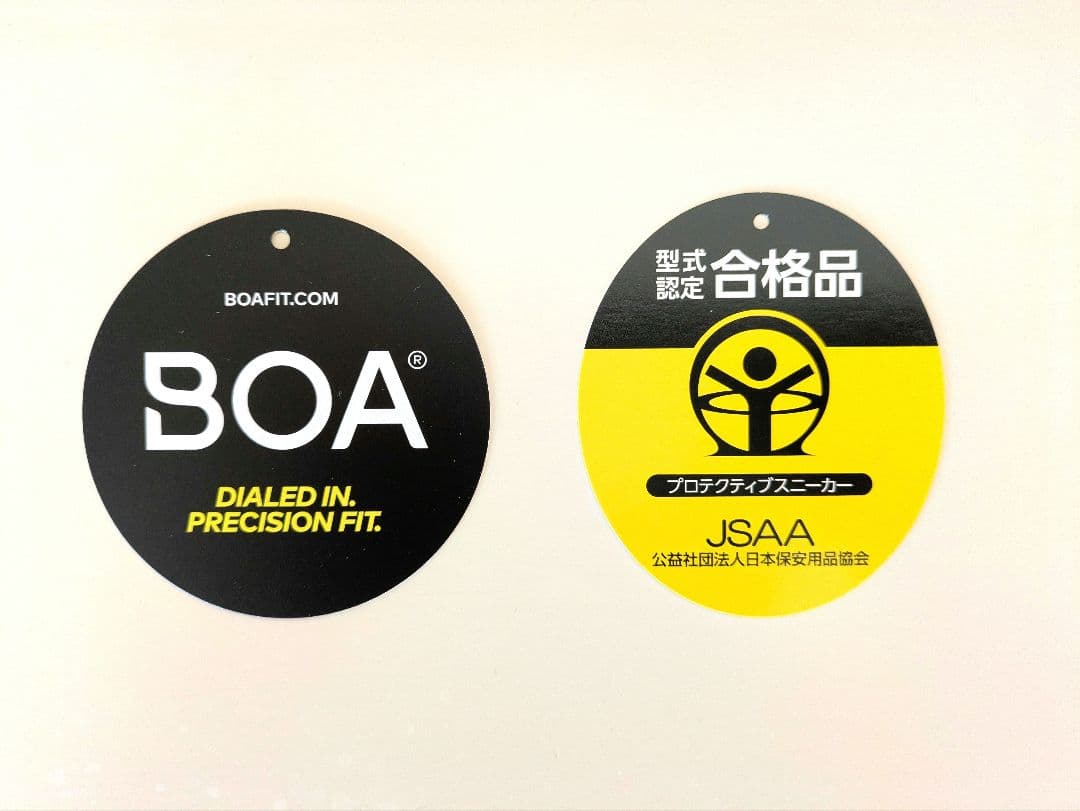 BOAFIT.COM
BOA®
DIALED IN.
PRECISION FIT.
型式認定 合格品
プロテクティブスニーカー
JSAA
公益社団法人日本保安用品協会